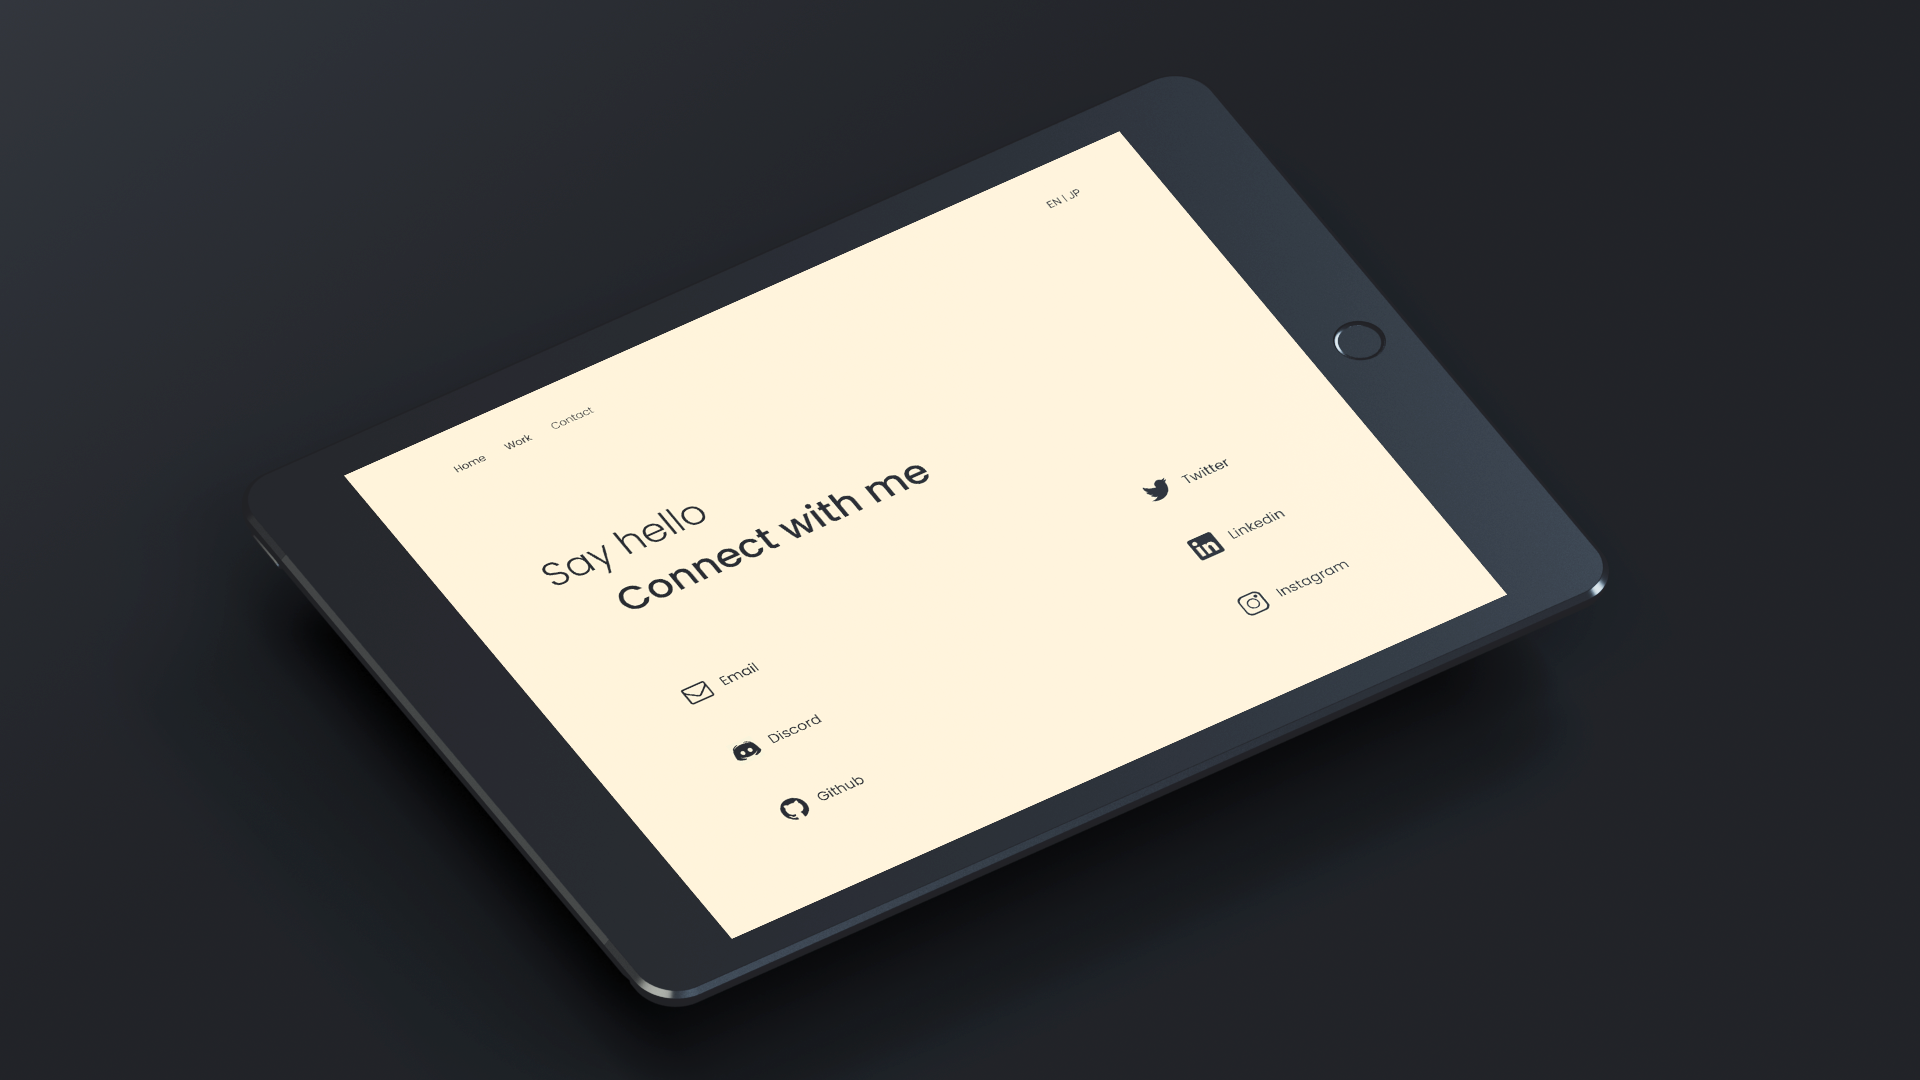 Home Work Contact EN | JP
Say hello
Connect with me
Email
Discord
Github
Twitter
Linkedin
Instagram